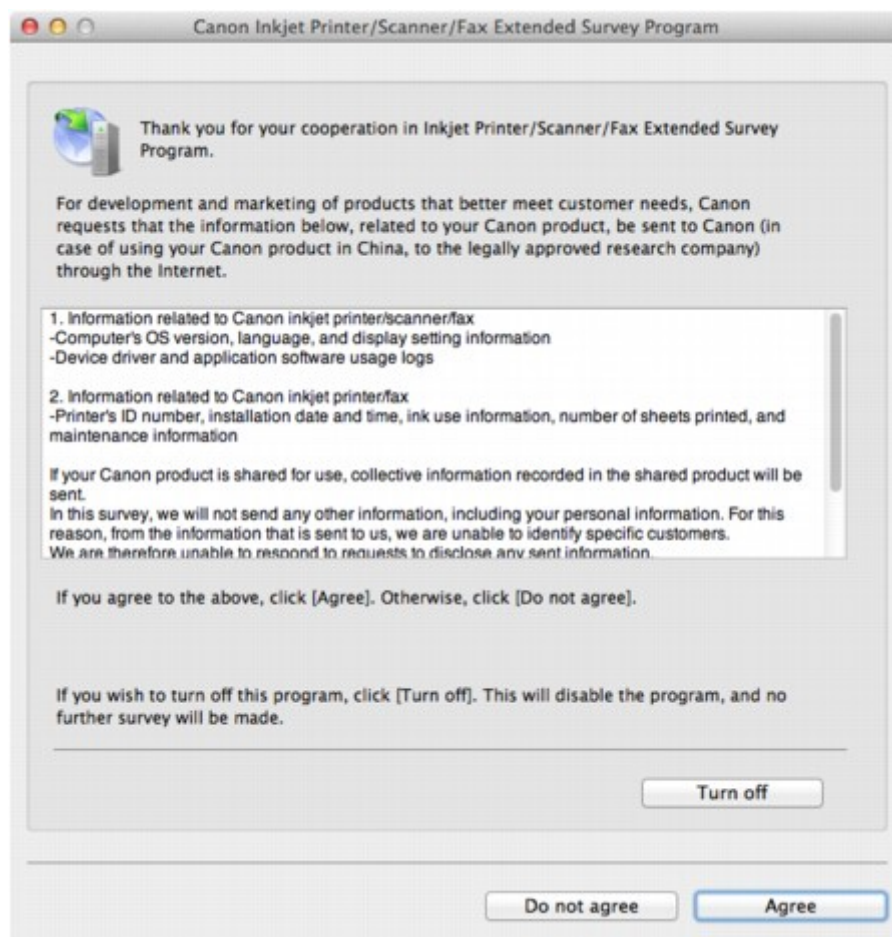 Canon Inkjet Printer/Scanner/Fax Extended Survey Program
Thank you for your cooperation in Inkjet Printer/Scanner/Fax Extended Survey
Program.
For development and marketing of products that better meet customer needs, Canon
requests that the information below, related to your Canon product, be sent to Canon (in
case of using your Canon product in China, to the legally approved research company)
through the Internet.
1. Information related to Canon inkjet printer/scanner/fax
-Computer's OS version, language, and display setting information
-Device driver and application software usage logs
2. Information related to Canon inkjet printer/fax
-Printer's ID number, installation date and time, ink use information, number of sheets printed, and
maintenance information
If your Canon product is shared for use, collective information recorded in the shared product will be
sent.
In this survey, we will not send any other information, including your personal information. For this
reason, from the information that is sent to us, we are unable to identify specific customers.
We are therefore unable to respond to requests to disclose any sent information.
If you agree to the above, click [Agree]. Otherwise, click [Do not agree].
If you wish to turn off this program, click [Turn off]. This will disable the program, and no
further survey will be made.
Turn off
Do not agree
Agree